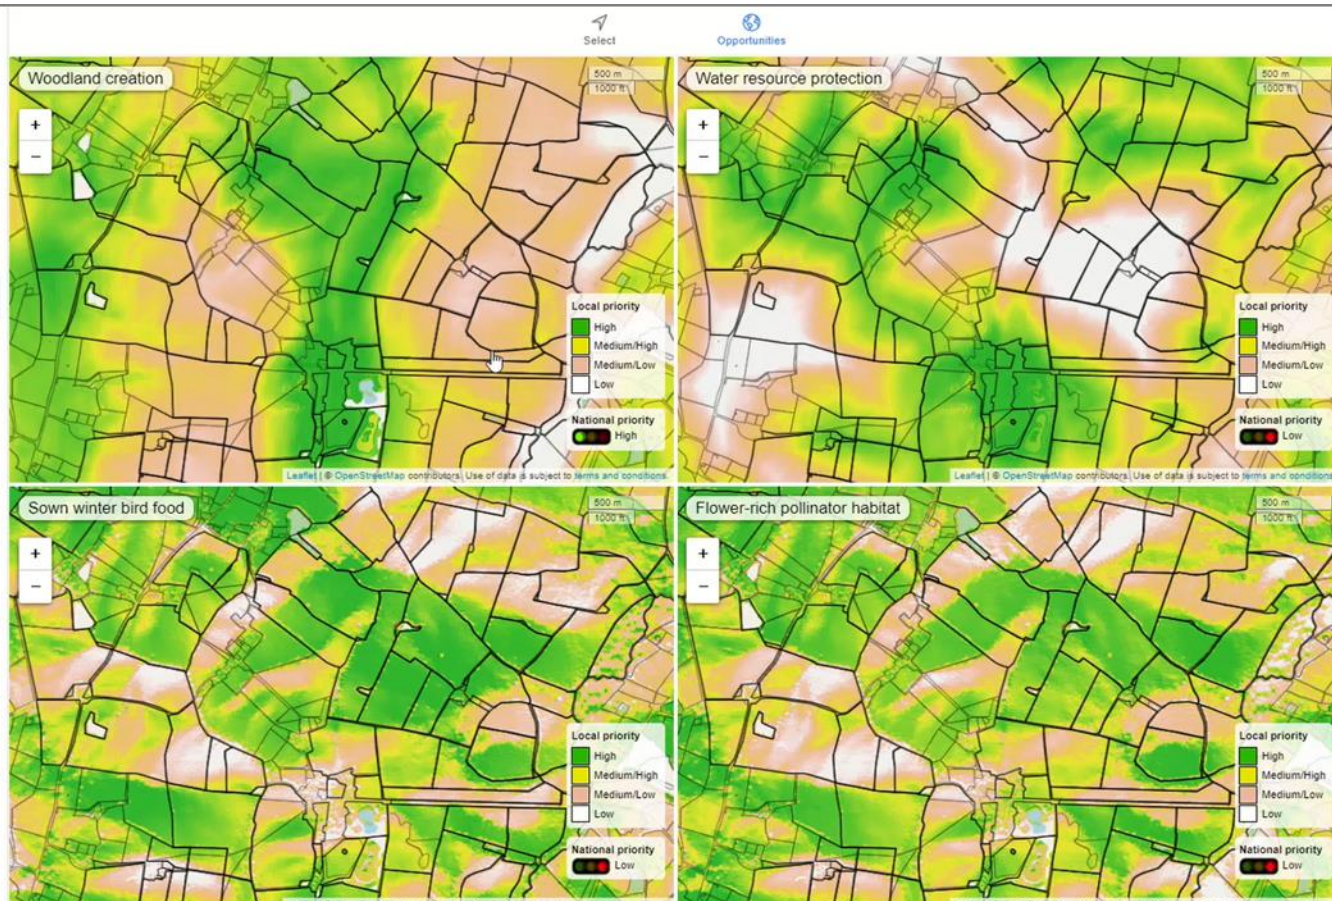 Select
Opportunities
Woodland creation
500 m
1000 ft
+
−
Local priority
High
Medium/High
Medium/Low
Low
National priority
High
Leaflet | © OpenStreetMap contributors, Use of data is subject to terms and conditions.
Water resource protection
500 m
1000 ft
+
−
Local priority
High
Medium/High
Medium/Low
Low
National priority
Low
Leaflet | © OpenStreetMap contributors, Use of data is subject to terms and conditions
Sown winter bird food
500 m
1000 ft
+
−
Local priority
High
Medium/High
Medium/Low
Low
National priority
Low
Flower-rich pollinator habitat
500 m
1000 ft
+
−
Local priority
High
Medium/High
Medium/Low
Low
National priority
Low